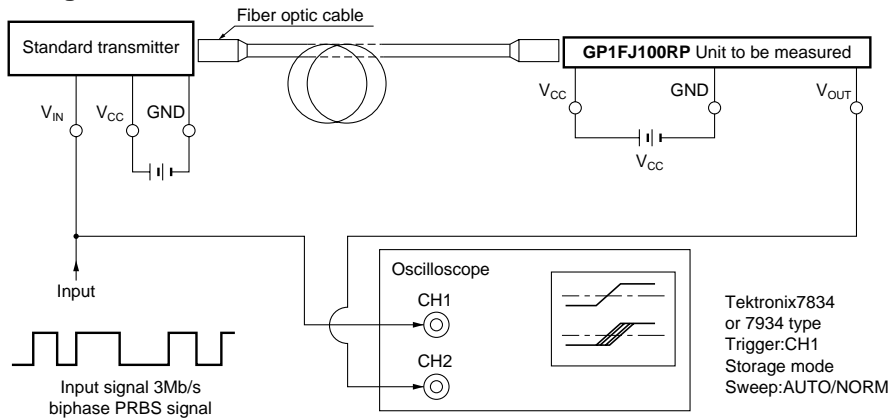 Fiber optic cable
Standard transmitter
GP1FJ100RP Unit to be measured
VIN
VCC
GND
VCC
GND
VOUT
VCC
Input
Oscilloscope
CH1
CH2
Tektronix7834
or 7934 type
Trigger:CH1
Storage mode
Sweep:AUTO/NORM
Input signal 3Mb/s
biphase PRBS signal